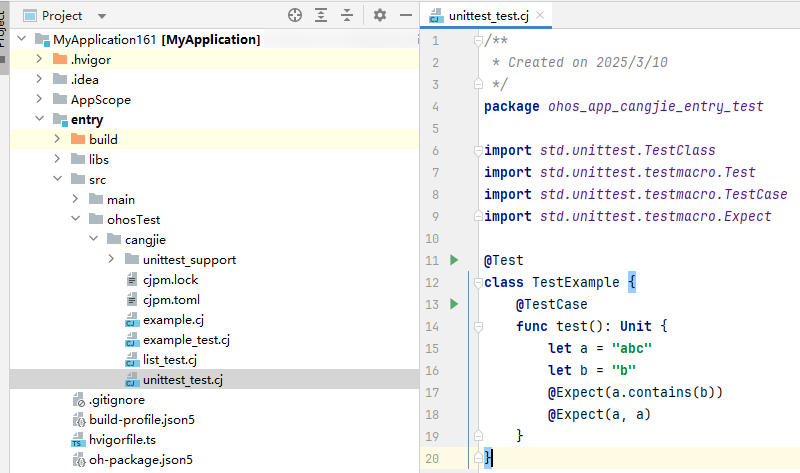 Project
Project
MyApplication161 [MyApplication]
.hvigor
.idea
AppScope
entry
build
libs
src
main
ohosTest
cangjie
unittest_support
cjpm.lock
cjpm.toml
example.cj
example_test.cj
list_test.cj
unittest_test.cj
.gitignore
build-profile.json5
hvigorfile.ts
oh-package.json5
unittest_test.cj
1 /**
2 * Created on 2025/3/10
3 */
4 package ohos_app_cangjie_entry_test
5
6 import std.unittest.TestClass
7 import std.unittest.testmacro.Test
8 import std.unittest.testmacro.TestCase
9 import std.unittest.testmacro.Expect
10
11 @Test
12 class TestExample {
13 @TestCase
14 func test(): Unit {
15 let a = "abc"
16 let b = "b"
17 @Expect(a.contains(b))
18 @Expect(a, a)
19 }
20 }